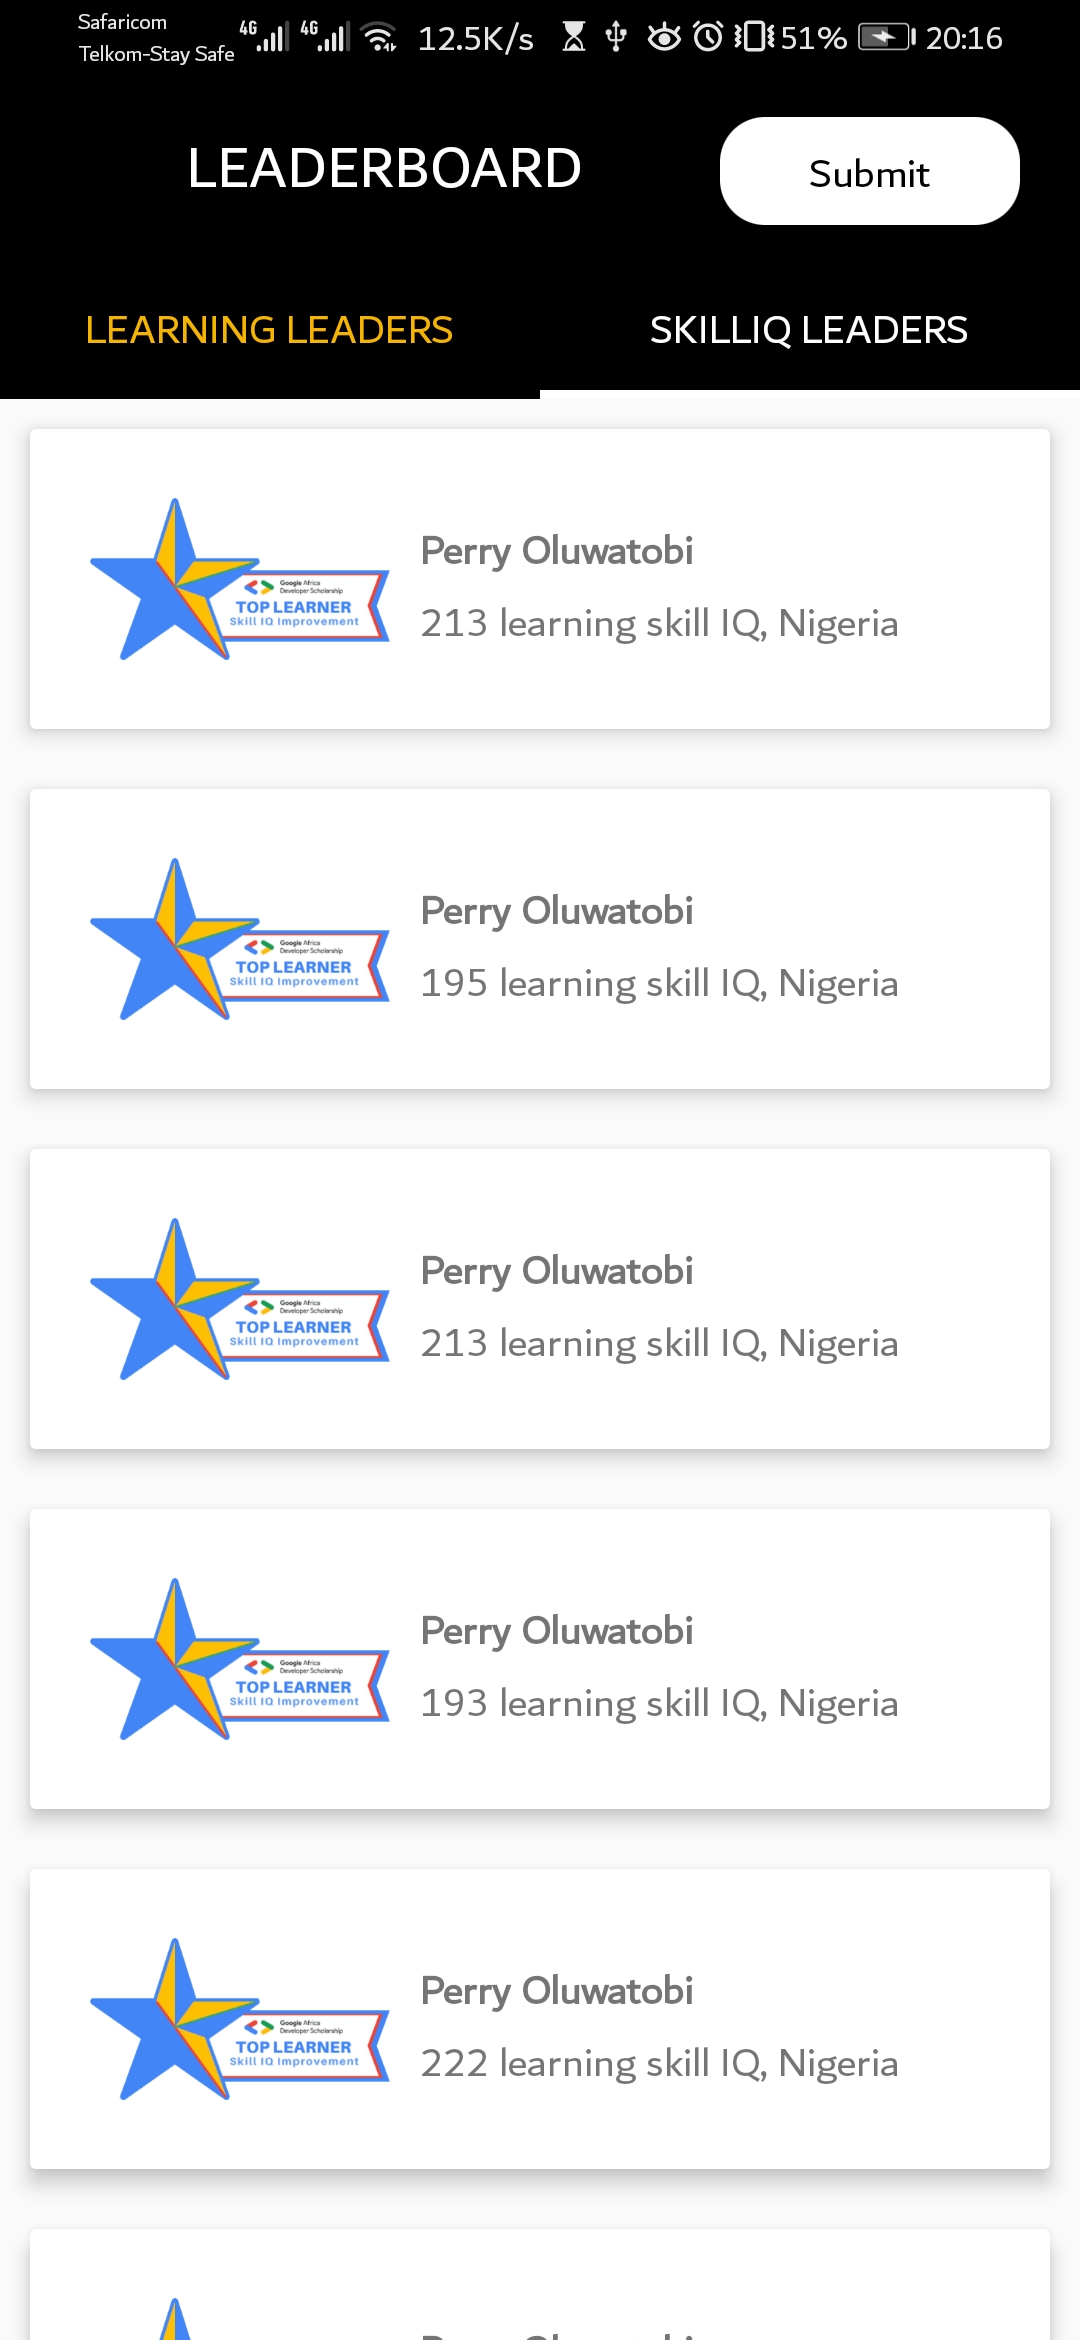 Safaricom
Telkom-Stay Safe
4G 4G 12.5K/s 51% 20:16
LEADERBOARD
Submit
LEARNING LEADERS
SKILLIQ LEADERS
Google Africa
Developer Scholarship
TOP LEARNER
Skill IQ Improvement
Perry Oluwatobi
213 learning skill IQ, Nigeria
Google Africa
Developer Scholarship
TOP LEARNER
Skill IQ Improvement
Perry Oluwatobi
195 learning skill IQ, Nigeria
Google Africa
Developer Scholarship
TOP LEARNER
Skill IQ Improvement
Perry Oluwatobi
213 learning skill IQ, Nigeria
Google Africa
Developer Scholarship
TOP LEARNER
Skill IQ Improvement
Perry Oluwatobi
193 learning skill IQ, Nigeria
Google Africa
Developer Scholarship
TOP LEARNER
Skill IQ Improvement
Perry Oluwatobi
222 learning skill IQ, Nigeria